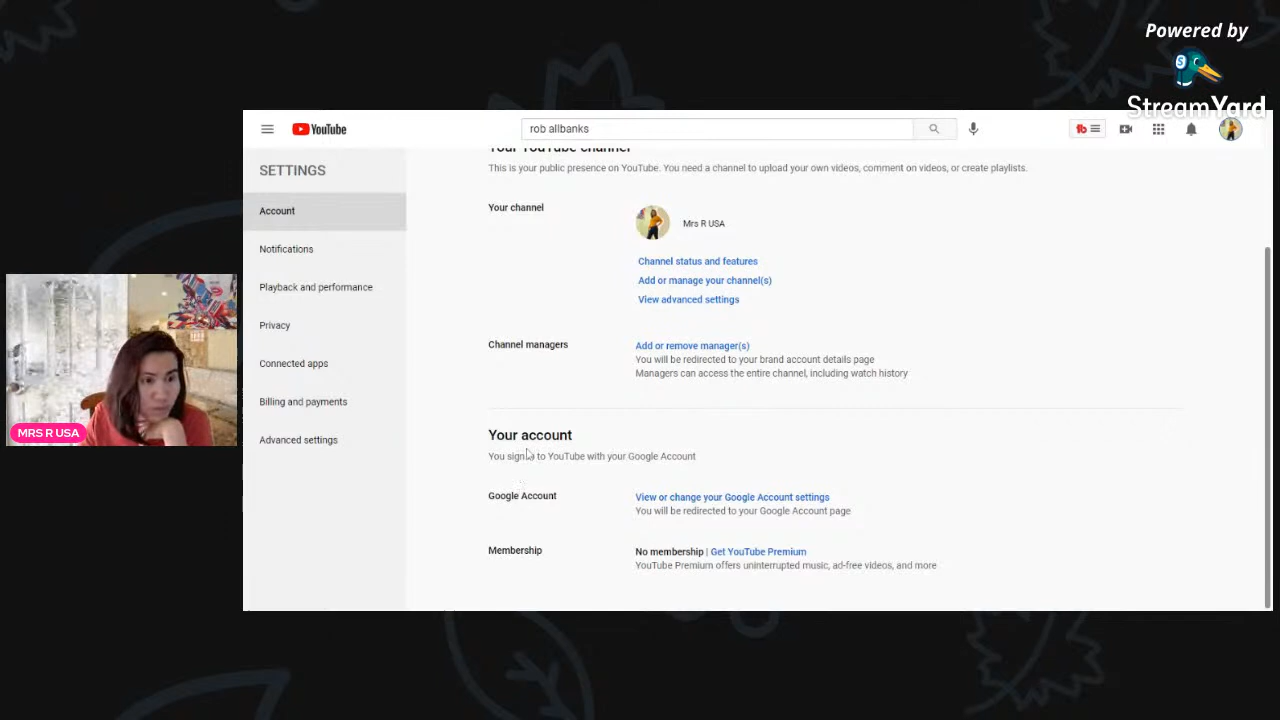 Powered by
StreamYard
YouTube
rob allbanks
SETTINGS
Account
Notifications
Playback and performance
Privacy
Connected apps
Billing and payments
Advanced settings
Your YouTube channel
This is your public presence on YouTube. You need a channel to upload your own videos, comment on videos, or create playlists.
Your channel
Mrs R USA
Channel status and features
Add or manage your channel(s)
View advanced settings
Channel managers
Add or remove manager(s)
You will be redirected to your brand account details page
Managers can access the entire channel, including watch history
Your account
You sign to YouTube with your Google Account
Google Account
View or change your Google Account settings
You will be redirected to your Google Account page
Membership
No membership | Get YouTube Premium
YouTube Premium offers uninterrupted music, ad-free videos, and more
MRS R USA